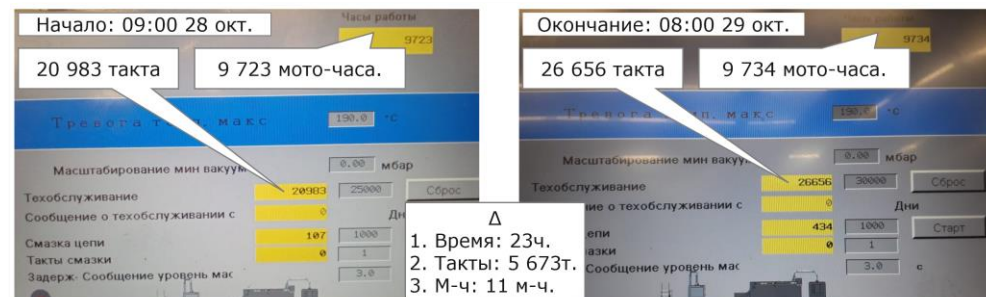 Начало: 09:00 28 окт.
Часы работы
9723
20 983 такта
9 723 мото-часа.
Тревога темп. макс
190.0 °C
Масштабирование мин вакуум
0.00 мбар
Техобслуживание
20983 25000 Сброс
Сообщение о техобслуживании с
0
Дн
Смазка цепи
107 1000
Такты смазки
0 1
Задерж- Сообщение уровень мас
3.0
Окончание: 08:00 29 окт.
9734
26 656 такта
9 734 мото-часа.
Тревога макс
190.0 °C
Масштабирование мин вакуум
0.00 мбар
Техобслуживание
26656 30000 Сброс
ние о техобслуживании с
0
Дни
епи
434 1000 Старт
азки
0 1
Сообщение уровень мас
3.0 с
Δ
1. Время: 23ч.
2. Такты: 5 673т.
3. М-ч: 11 м-ч.